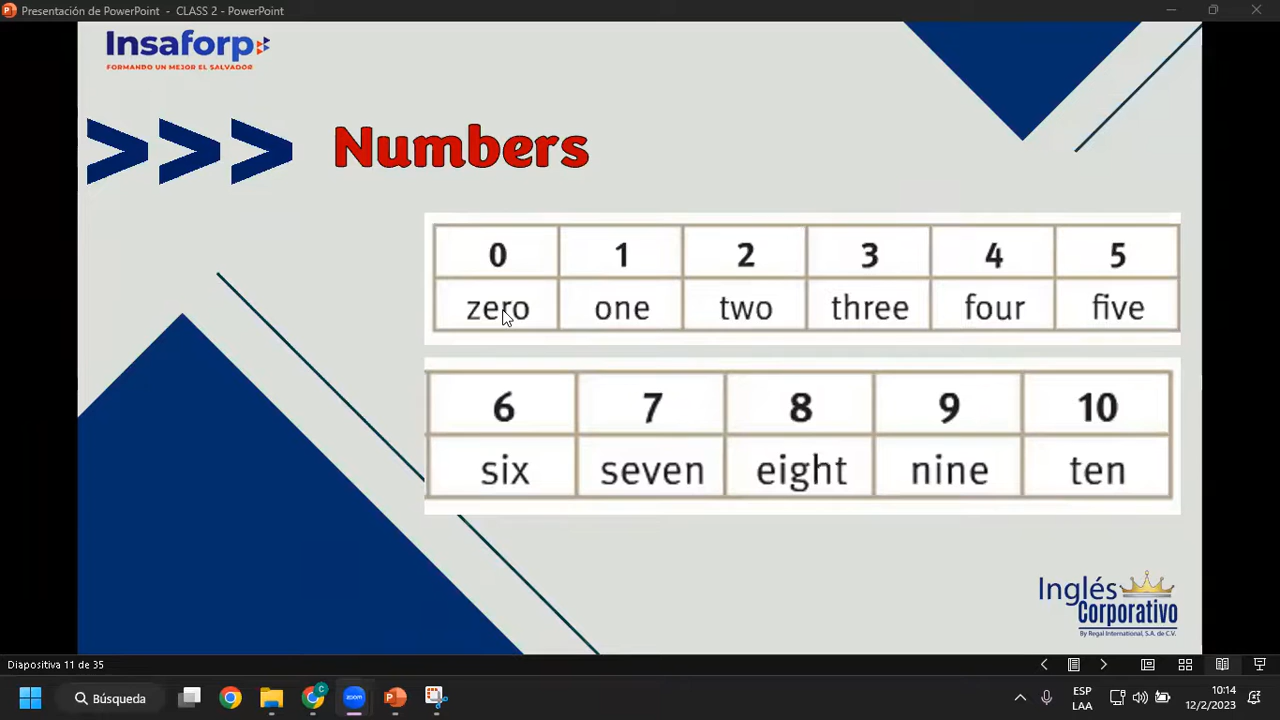 Presentación de PowerPoint - CLASS 2 - PowerPoint
Insaforp
FORMANDO UN MEJOR EL SALVADOR
>>> Numbers
0 1 2 3 4 5
zero one two three four five
6 7 8 9 10
six seven eight nine ten
Inglés
Corporativo
By Regal International, S.A. de C.V.
Diapositiva 11 de 35
Búsqueda
zoom
ESP
LAA
10:14
12/2/2023